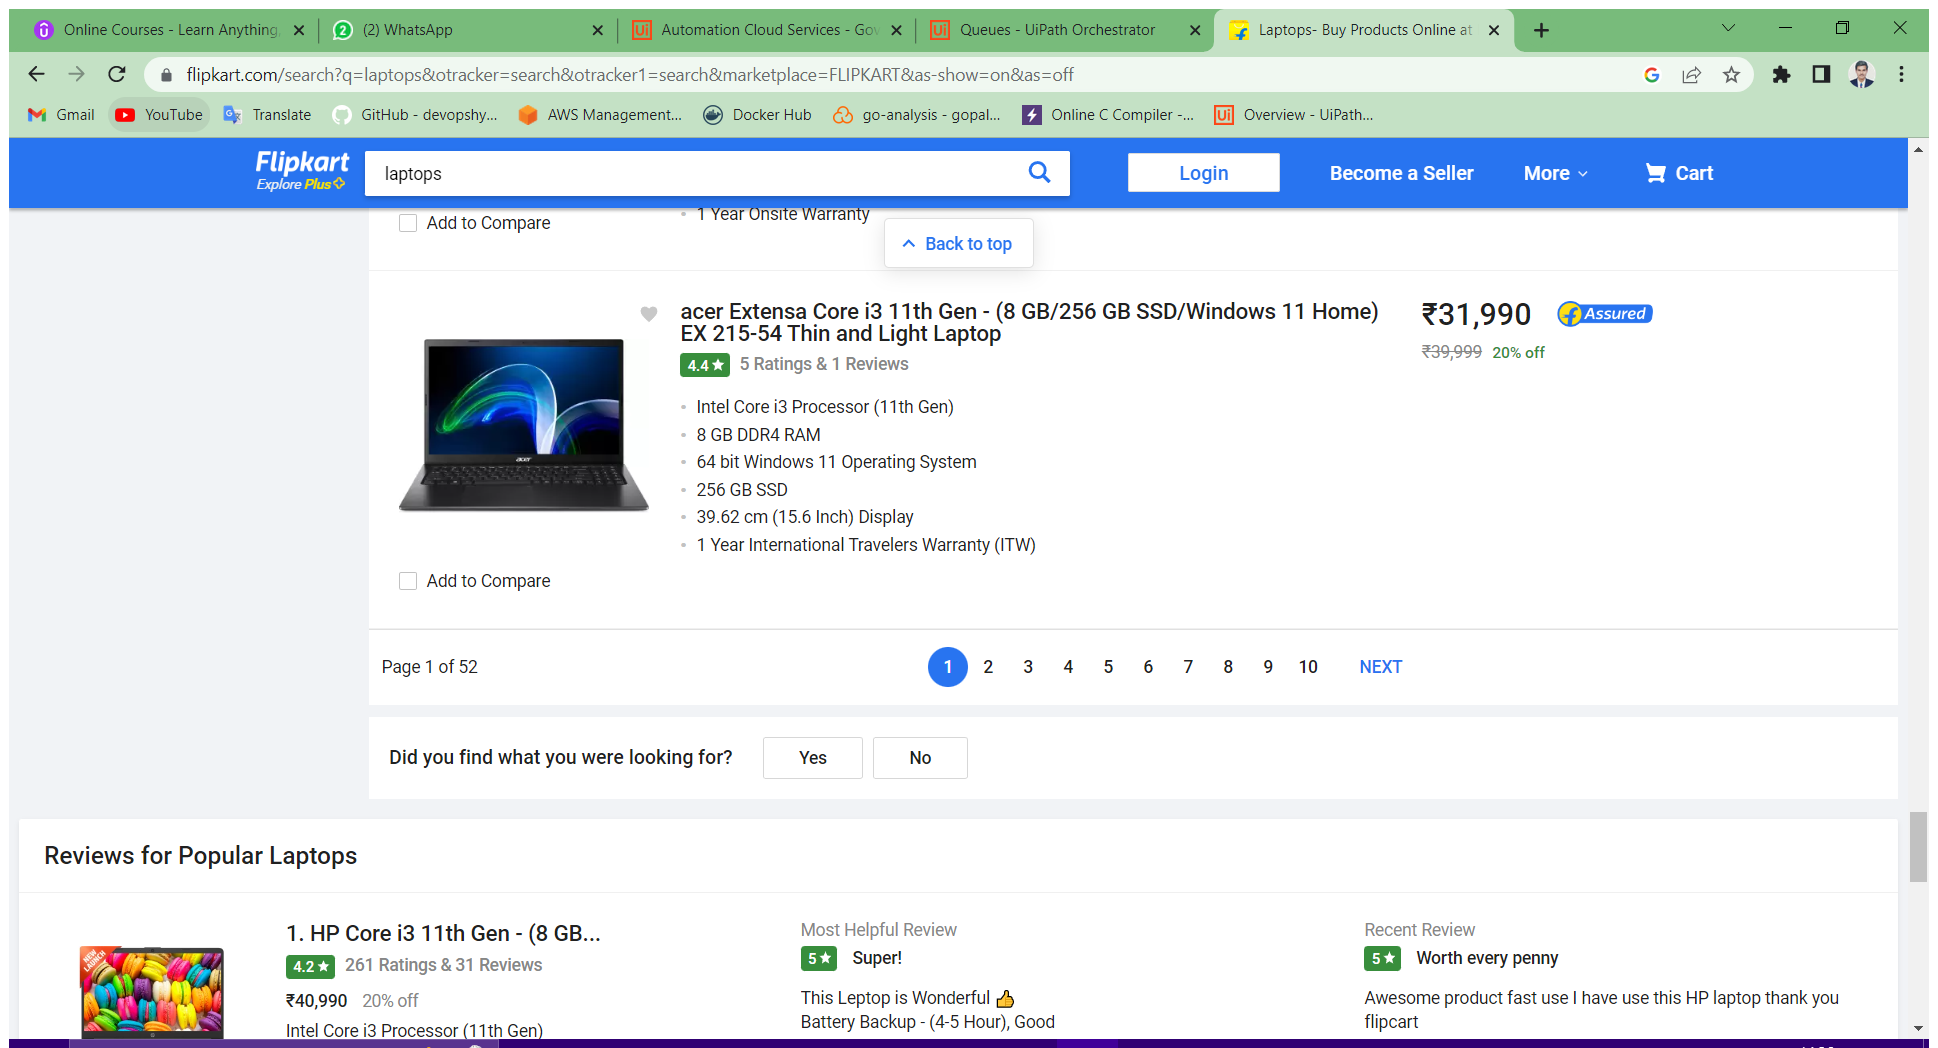 Online Courses - Learn Anything,
(2) WhatsApp
Automation Cloud Services - Gov
Queues - UiPath Orchestrator
Laptops- Buy Products Online at
flipkart.com/search?q=laptops&otracker=search&otracker1=search&marketplace=FLIPKART&as-show=on&as=off
Gmail
YouTube
Translate
GitHub - devopshy...
AWS Management...
Docker Hub
go-analysis - gopal...
Online C Compiler -...
Overview - UiPath...
Flipkart
Explore Plus
laptops
Login
Become a Seller
More
Cart
Add to Compare
1 Year Onsite Warranty
Back to top
acer Extensa Core i3 11th Gen - (8 GB/256 GB SSD/Windows 11 Home)
EX 215-54 Thin and Light Laptop
4.4★ 5 Ratings & 1 Reviews
₹31,990
Assured
₹39,999 20% off
Intel Core i3 Processor (11th Gen)
8 GB DDR4 RAM
64 bit Windows 11 Operating System
256 GB SSD
39.62 cm (15.6 Inch) Display
1 Year International Travelers Warranty (ITW)
acer
Add to Compare
Page 1 of 52
1 2 3 4 5 6 7 8 9 10 NEXT
Did you find what you were looking for?
Yes
No
Reviews for Popular Laptops
NEW LAUNCH
1. HP Core i3 11th Gen - (8 GB...
4.2★ 261 Ratings & 31 Reviews
₹40,990 20% off
Intel Core i3 Processor (11th Gen)
Most Helpful Review
5★ Super!
This Leptop is Wonderful 👍
Battery Backup - (4-5 Hour), Good
Recent Review
5★ Worth every penny
Awesome product fast use I have use this HP laptop thank you
flipcart